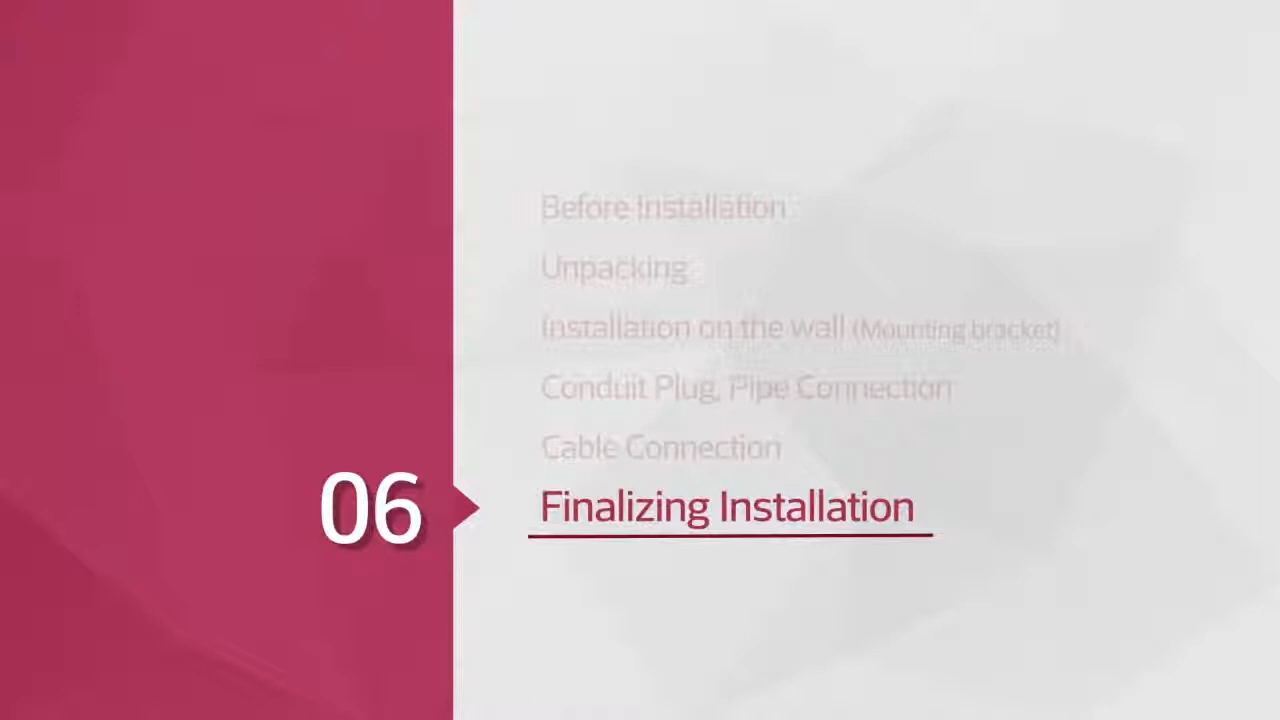 Before Installation
Unpacking
Installation on the wall (Mounting bracket)
Conduit Plug, Pipe Connection
Cable Connection
06 Finalizing Installation